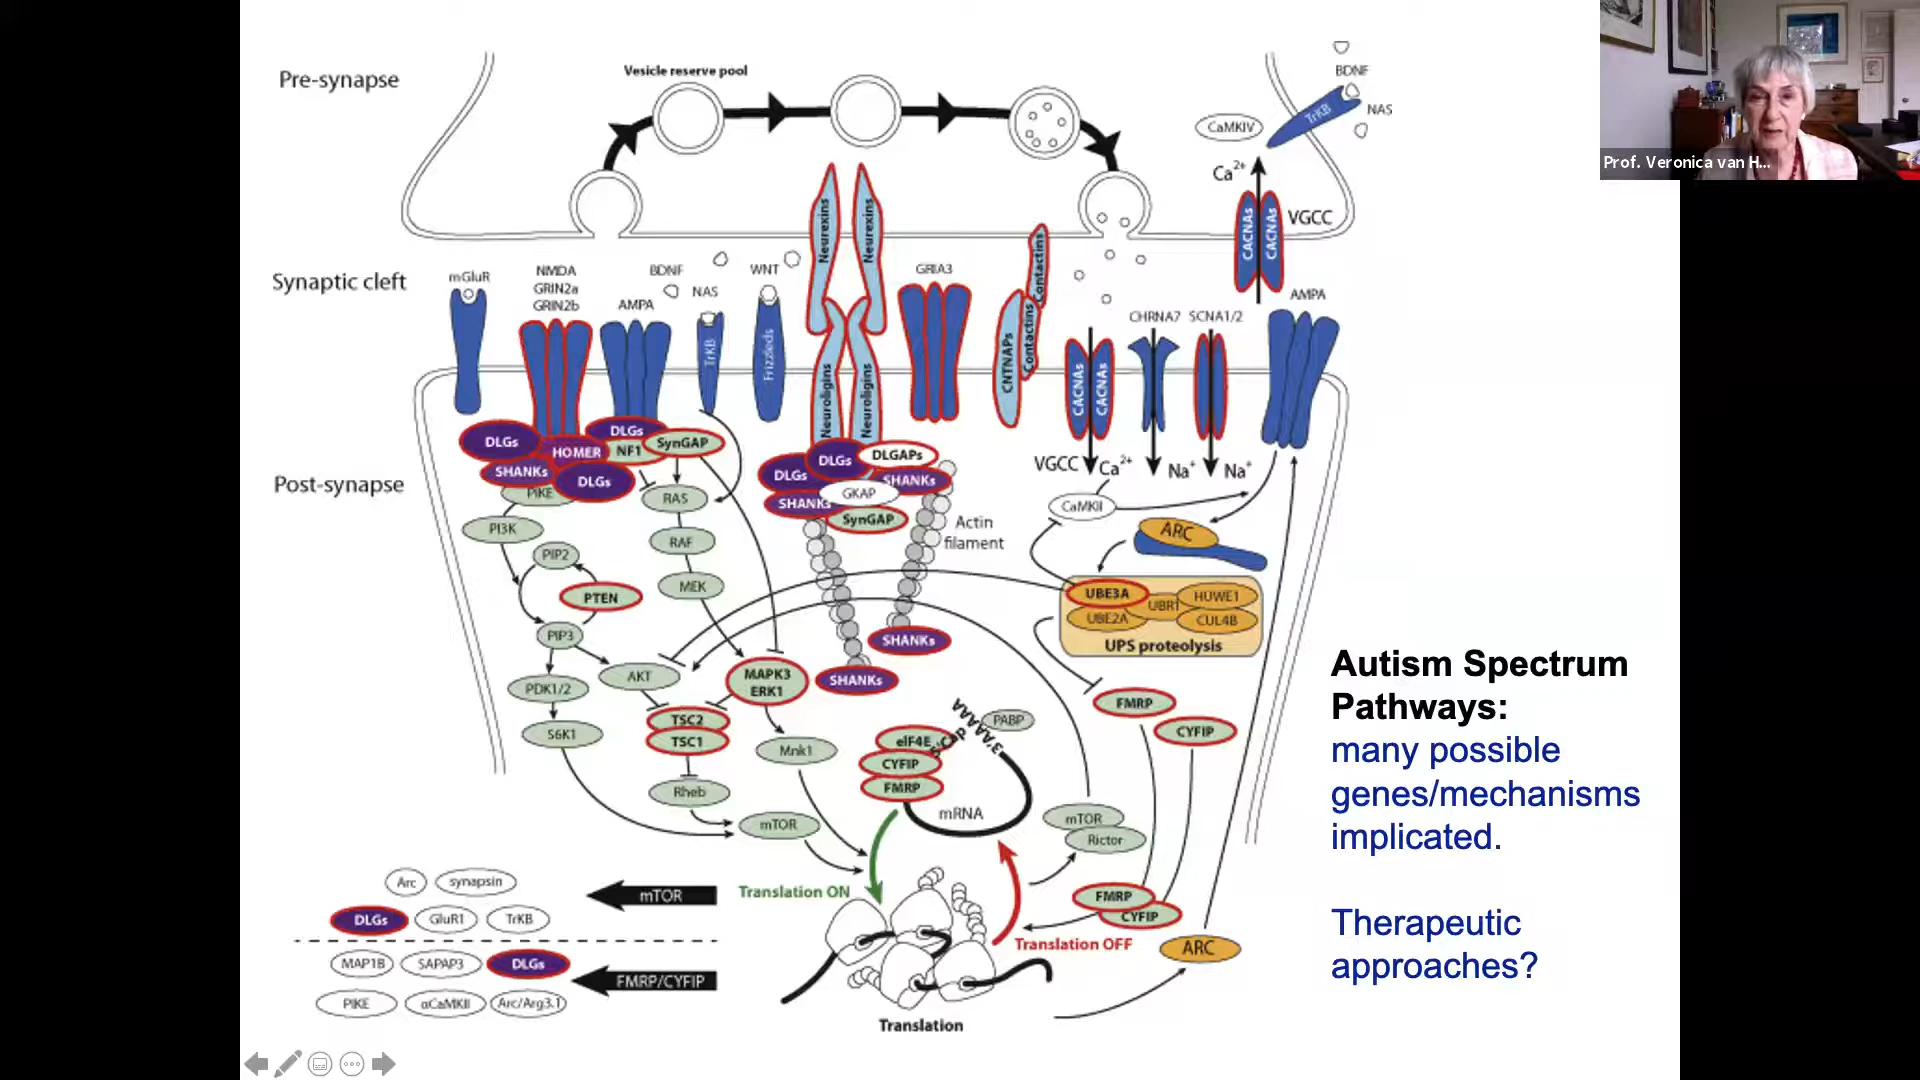 Pre-synapse
Vesicle reserve pool
BDNF
TrKB
NAS
CaMKIV
Ca2+
CACNAs
CACNAs
VGCC
Prof. Veronica van H...
Neurexins
Neurexins
Contactins
Synaptic cleft
mGluR
NMDA
GRIN2a
GRIN2b
BDNF
AMPA
NAS
WNT
GRIA3
CHRNA7
SCNA1/2
AMPA
TrKB
Frizzleds
Neuroligins
Neuroligins
CNTNAPs
Contactins
CACNAs
CACNAs
Post-synapse
DLGs
HOMER
SHANKs
DLGs
NF1
SynGAP
DLGs
PIKE
RAS
PI3K
RAF
PIP2
MEK
PTEN
PIP3
AKT
PDK1/2
S6K1
MAPK3
ERK1
TSC2
TSC1
Mnk1
Rheb
mTOR
DLGs
DLGs
DLGAPs
SHANKs
GKAP
SHANKs
SynGAP
Actin
filament
SHANKs
SHANKs
VGCC
Ca2+
Na+
Na+
CaMKII
ARC
UBE3A
UBR1
HUWE1
UBE2A
CUL4B
UPS proteolysis
FMRP
CYFIP
eIF4E
CYFIP
FMRP
5'Cap
3'AAAA
AAAA
PABP
mRNA
mTOR
Rictor
FMRP
CYFIP
ARC
Translation ON
Translation OFF
Translation
Arc
synapsin
mTOR
DLGs
GluR1
TrKB
MAP1B
SAPAP3
DLGs
FMRP/CYFIP
PIKE
αCaMKII
Arc/Arg3.1
Autism Spectrum
Pathways:
many possible
genes/mechanisms
implicated.
Therapeutic
approaches?